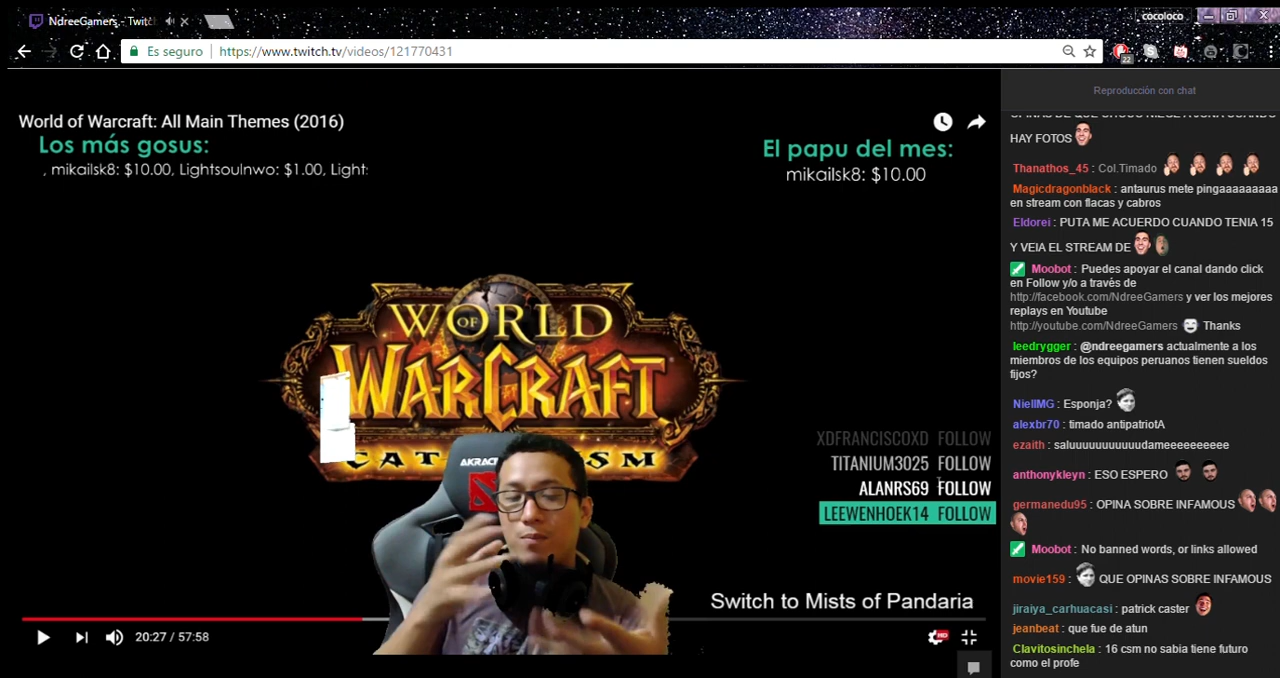 NdreeGamers - Twitc
cocoloco
Es seguro
https://www.twitch.tv/videos/121770431
22
World of Warcraft: All Main Themes (2016)
Los más gosus:
, mikailsk8: $10.00, Lightsoulnwo: $1.00, Light:
El papu del mes:
mikailsk8: $10.00
WORLD
OF
WARCRAFT
AKRAC
XDFRANCISCOXD FOLLOW
TITANIUM3025 FOLLOW
ALANRS69 FOLLOW
LEEWENHOEK14 FOLLOW
Switch to Mists of Pandaria
20:27 / 57:58
HD
Reproducción con chat
HAY FOTOS
Thanathos_45 : Col.Timado
Magicdragonblack : antaurus mete pingaaaaaaaaa
en stream con flacas y cabros
Eldorei : PUTA ME ACUERDO CUANDO TENIA 15
Y VEIA EL STREAM DE
Moobot : Puedes apoyar el canal dando click
en Follow y/o a través de
http://facebook.com/NdreeGamers y ver los mejores
replays en Youtube
http://youtube.com/NdreeGamers Thanks
leedrygger : @ndreegamers actualmente a los
miembros de los equipos peruanos tienen sueldos
fijos?
NiellMG : Esponja?
alexbr70 : timado antipatriotA
ezaith : saluuuuuuuuuudameeeeeeeeee
anthonykleyn : ESO ESPERO
germanedu95 : OPINA SOBRE INFAMOUS
Moobot : No banned words, or links allowed
movie159 : QUE OPINAS SOBRE INFAMOUS
jiraiya_carhuacasi : patrick caster
jeanbeat : que fue de atun
Clavitosinchela : 16 csm no sabia tiene futuro
como el profe